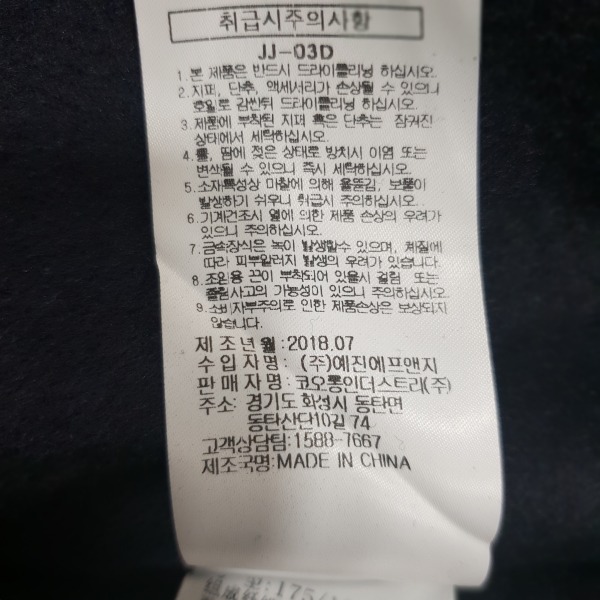 취급시주의사항
JJ-03D
1. 본 제품은 반드시 드라이클리닝 하십시오.
2. 지퍼, 단추, 액세서리가 손상될 수 있으니
호일로 감싼뒤 드라이클리닝 하십시오.
3. 제품에 부착된 지퍼 혹은 단추는 잠궈진
상태에서 세탁하십시오.
4. 물, 땀에 젖은 상태로 방치시 이염 또는
변색될 수 있으니 즉시 세탁하십시오.
5. 소재특성상 마찰에 의해 올뜯김, 보풀이
발생하기 쉬우니 취급시 주의하십시오.
6. 기계건조시 열에 의한 제품 손상의 우려가
있으니 주의하십시오.
7. 금속장식은 녹이 발생할수 있으며, 체질에
따라 피부알러지 발생의 우려가 있습니다.
8. 조임용 끈이 부착되어 있을시 걸림 또는
졸림사고의 가능성이 있으니 주의하십시오.
9. 소비자부주의로 인한 제품손상은 보상되지
않습니다.
제조년월:2018.07
수입자명: (주)예진에프앤지
판매자명: 코오롱인더스트리(주)
주소: 경기도 화성시 동탄면
동탄산단10길 74
고객상담팀:1588-7667
제조국명:MADE IN CHINA